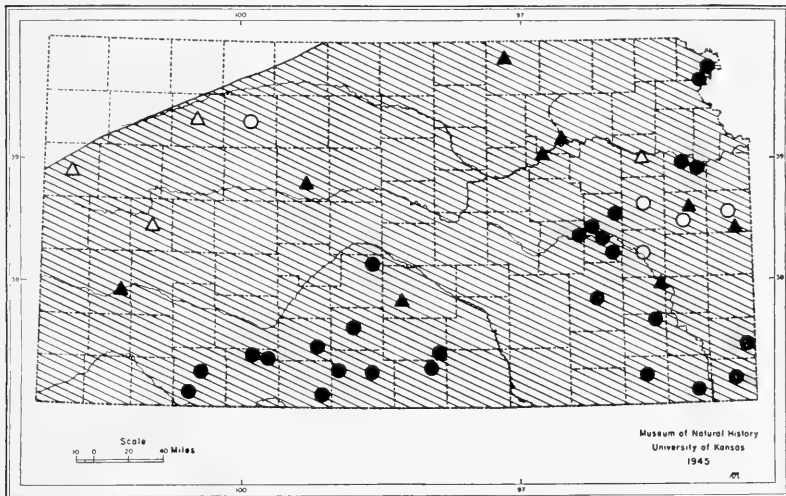 100 97
39 39
38 38
Scale
10 0 20 40 Miles
Museum of Natural History
University of Kansas
1945
100 97